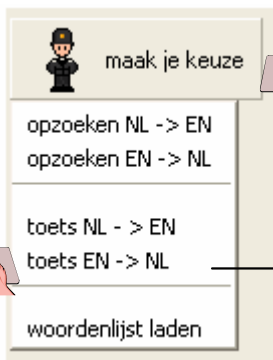 maak je keuze
opzoeken NL -> EN
opzoeken EN -> NL
toets NL - > EN
toets EN -> NL
woordenlijst laden